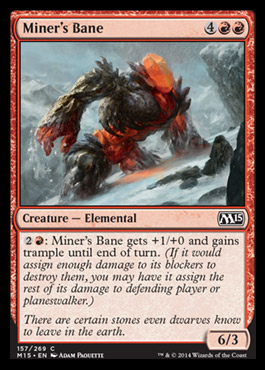 Miner's Bane 4
Creature — Elemental M15
2 : Miner's Bane gets +1/+0 and gains
trample until end of turn. (If it would
assign enough damage to its blockers to
destroy them, you may have it assign the
rest of its damage to defending player or
planeswalker.)
There are certain stones even dwarves know
to leave in the earth.
6/3
157/269 C
M15 • EN ADAM PAQUETTE
™ & © 2014 Wizards of the Coast